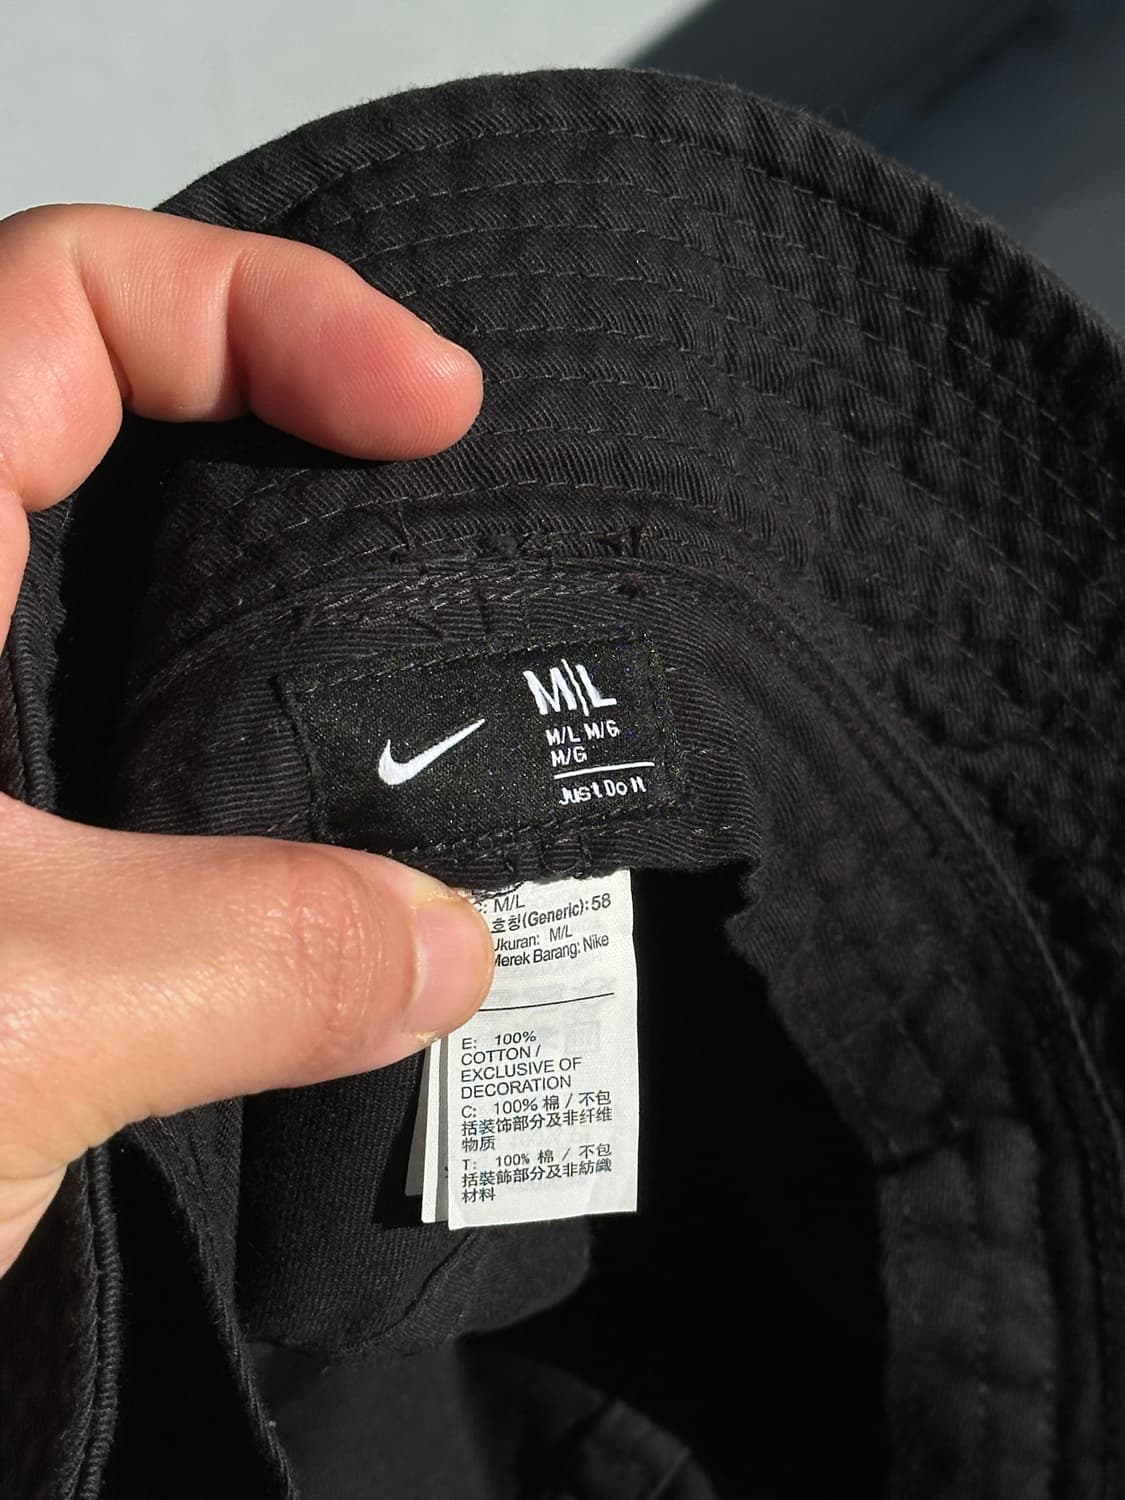 M|L
M/L M/G
M/G
Just Do It
: M/L
호칭(Generic): 58
Ukuran: M/L
Merek Barang: Nike
E: 100%
COTTON /
EXCLUSIVE OF
DECORATION
C: 100% 棉 / 不包
括装饰部分及非纤维
物质
T: 100% 棉 / 不包
括裝飾部分及非紡織
材料